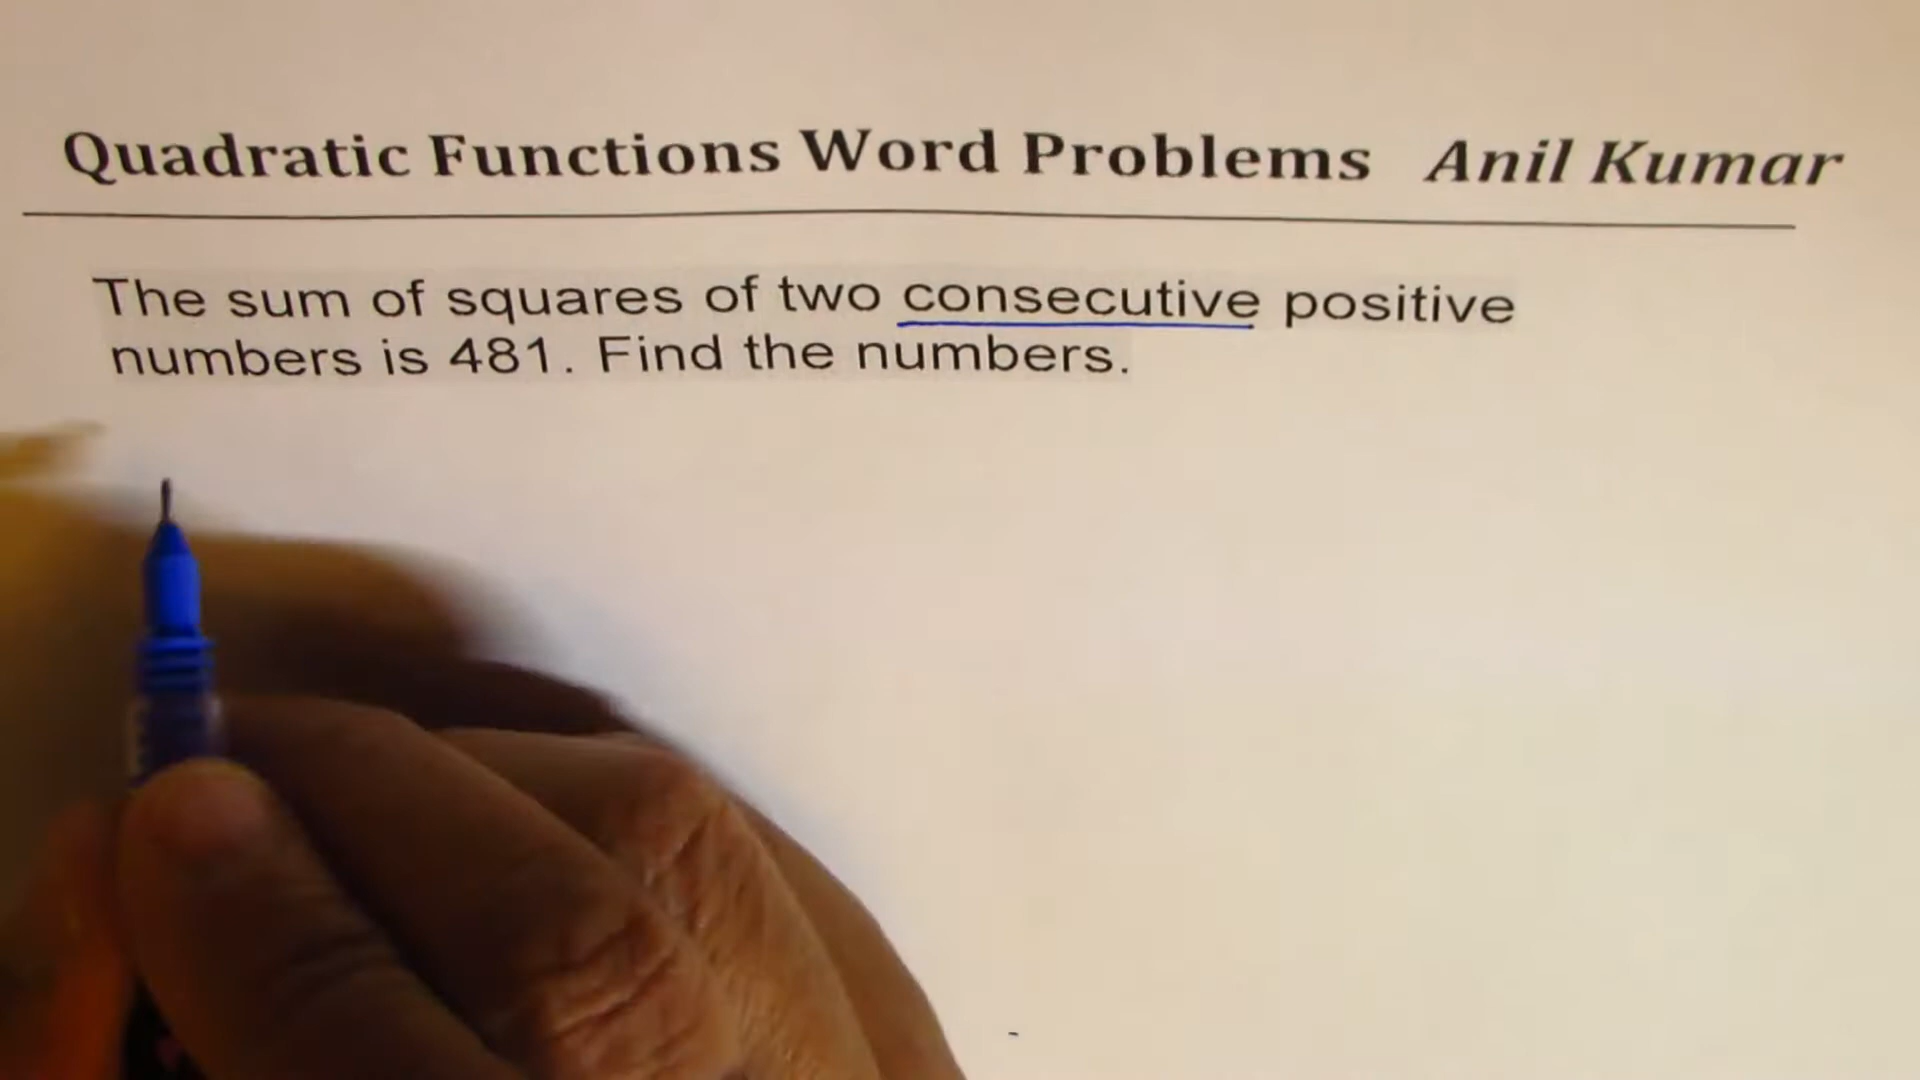 Quadratic Functions Word Problems Anil Kumar
The sum of squares of two consecutive positive
numbers is 481. Find the numbers.